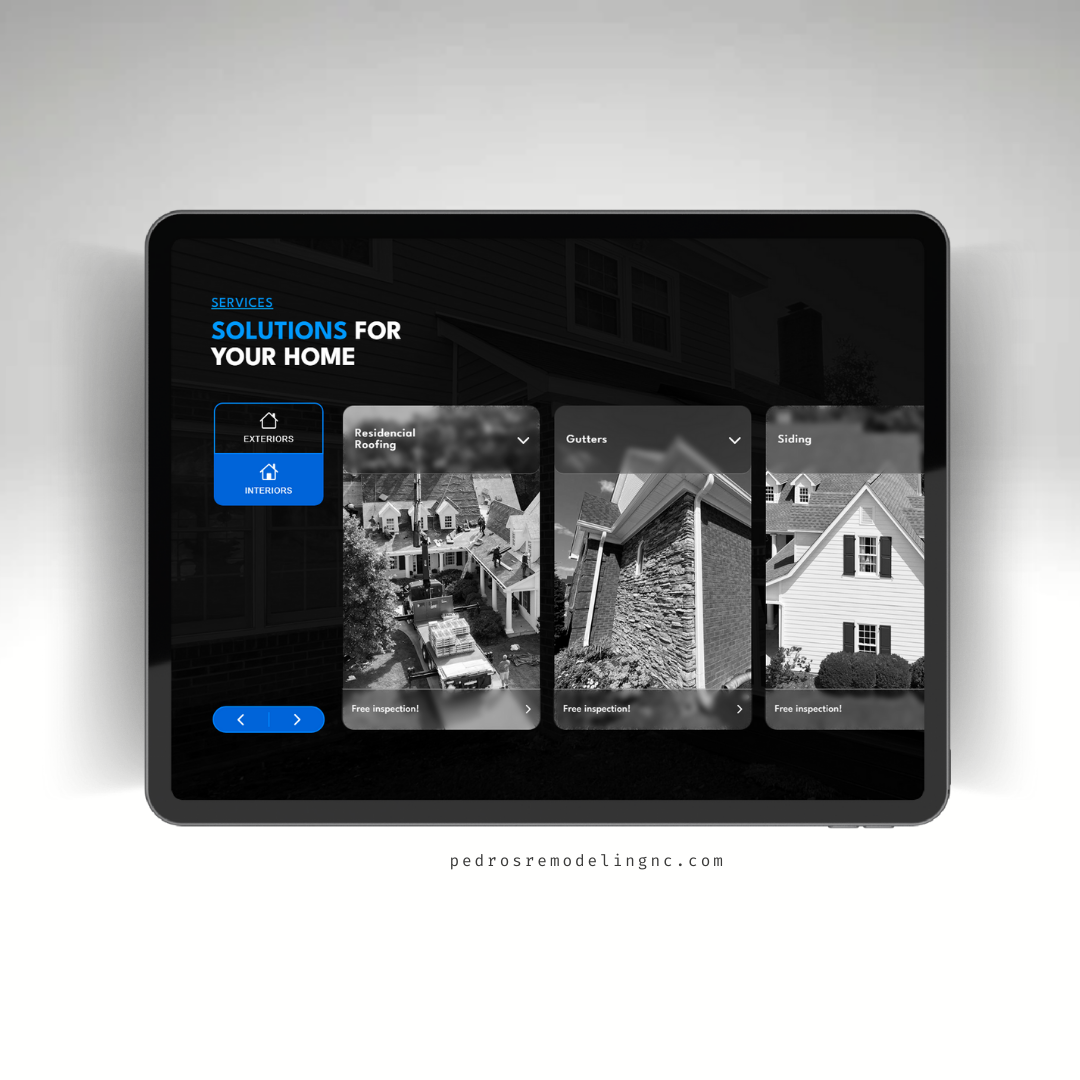 SERVICES
SOLUTIONS FOR
YOUR HOME
EXTERIORS
INTERIORS
Residencial
Roofing
Gutters
Siding
Free inspection!
Free inspection!
Free inspection!
pedrosremodelingnc.com